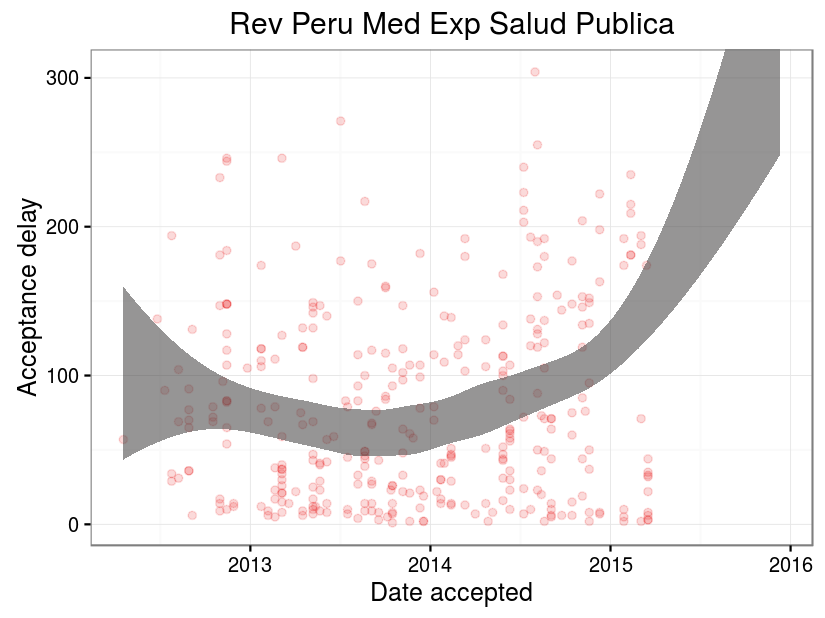 Rev Peru Med Exp Salud Publica
300
200
100
0
Acceptance delay
2013 2014 2015 2016
Date accepted